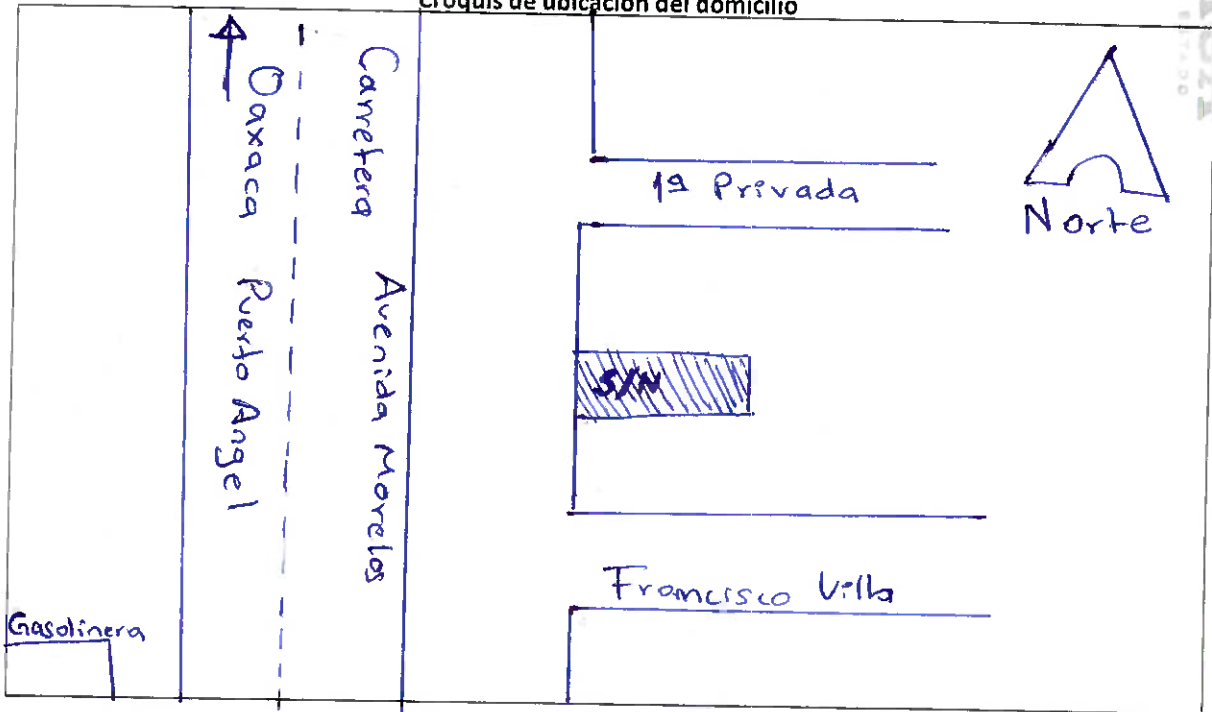 Croquis de ubicación del domicilio
Oaxaca Puerto Angel
Carretera Avenida Morelos
1ª Privada
Norte
S/N
Francisco Villa
Gasolinera